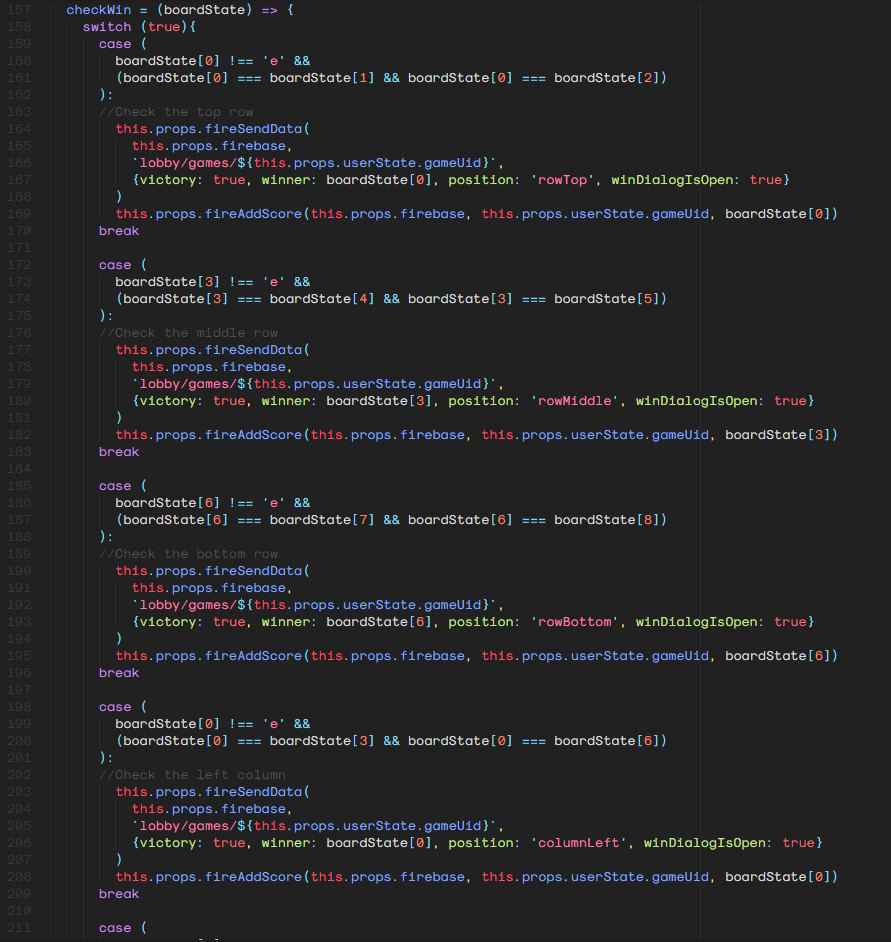 157 checkWin = (boardState) => {
158 switch (true){
159 case (
160 boardState[0] !== 'e' &&
161 (boardState[0] === boardState[1] && boardState[0] === boardState[2])
162 ):
163 //Check the top row
164 this.props.fireSendData(
165 this.props.firebase,
166 `lobby/games/${this.props.userState.gameUid}`,
167 {victory: true, winner: boardState[0], position: 'rowTop', winDialogIsOpen: true}
168 )
169 this.props.fireAddScore(this.props.firebase, this.props.userState.gameUid, boardState[0])
170 break
171
172 case (
173 boardState[3] !== 'e' &&
174 (boardState[3] === boardState[4] && boardState[3] === boardState[5])
175 ):
176 //Check the middle row
177 this.props.fireSendData(
178 this.props.firebase,
179 `lobby/games/${this.props.userState.gameUid}`,
180 {victory: true, winner: boardState[3], position: 'rowMiddle', winDialogIsOpen: true}
181 )
182 this.props.fireAddScore(this.props.firebase, this.props.userState.gameUid, boardState[3])
183 break
184
185 case (
186 boardState[6] !== 'e' &&
187 (boardState[6] === boardState[7] && boardState[6] === boardState[8])
188 ):
189 //Check the bottom row
190 this.props.fireSendData(
191 this.props.firebase,
192 `lobby/games/${this.props.userState.gameUid}`,
193 {victory: true, winner: boardState[6], position: 'rowBottom', winDialogIsOpen: true}
194 )
195 this.props.fireAddScore(this.props.firebase, this.props.userState.gameUid, boardState[6])
196 break
197
198 case (
199 boardState[0] !== 'e' &&
200 (boardState[0] === boardState[3] && boardState[0] === boardState[6])
201 ):
202 //Check the left column
203 this.props.fireSendData(
204 this.props.firebase,
205 `lobby/games/${this.props.userState.gameUid}`,
206 {victory: true, winner: boardState[0], position: 'columnLeft', winDialogIsOpen: true}
207 )
208 this.props.fireAddScore(this.props.firebase, this.props.userState.gameUid, boardState[0])
209 break
210
211 case (